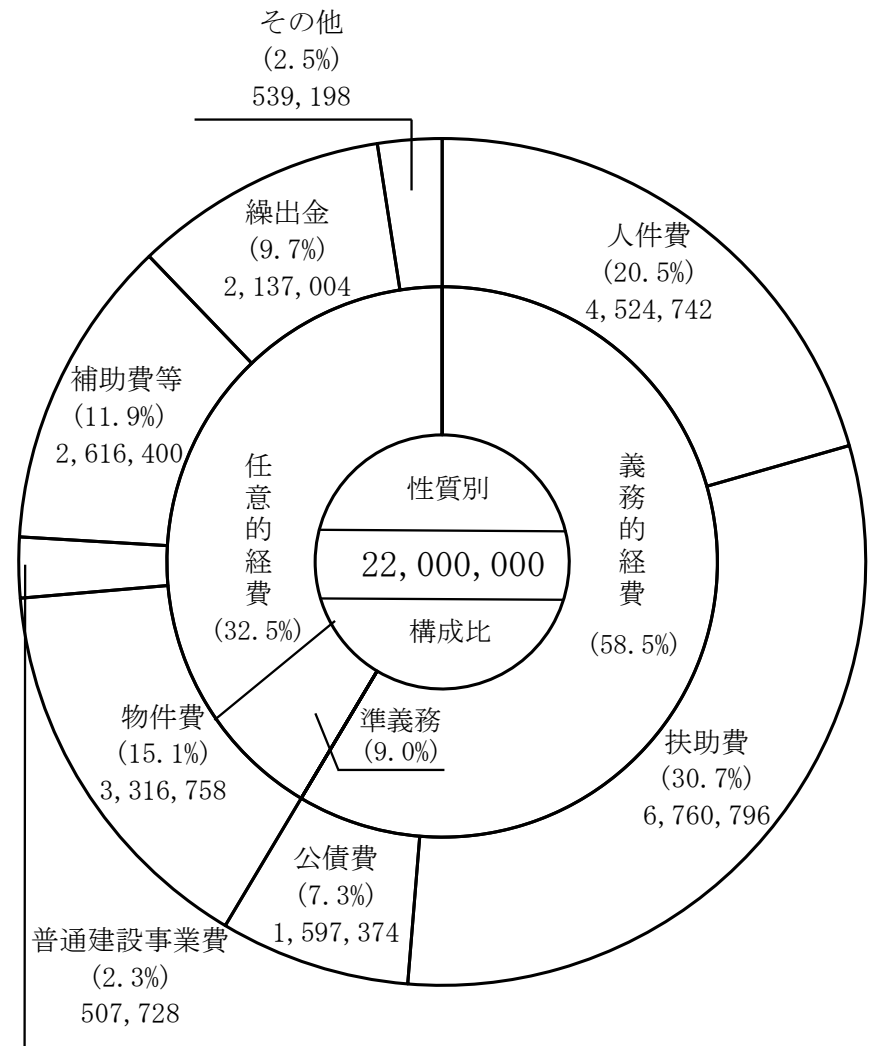 その他
(2.5%)
539,198
繰出金
(9.7%)
2,137,004
人件費
(20.5%)
4,524,742
補助費等
(11.9%)
2,616,400
任意的経費
(32.5%)
性質別
22,000,000
構成比
義務的経費
(58.5%)
準義務
(9.0%)
物件費
(15.1%)
3,316,758
扶助費
(30.7%)
6,760,796
公債費
(7.3%)
1,597,374
普通建設事業費
(2.3%)
507,728